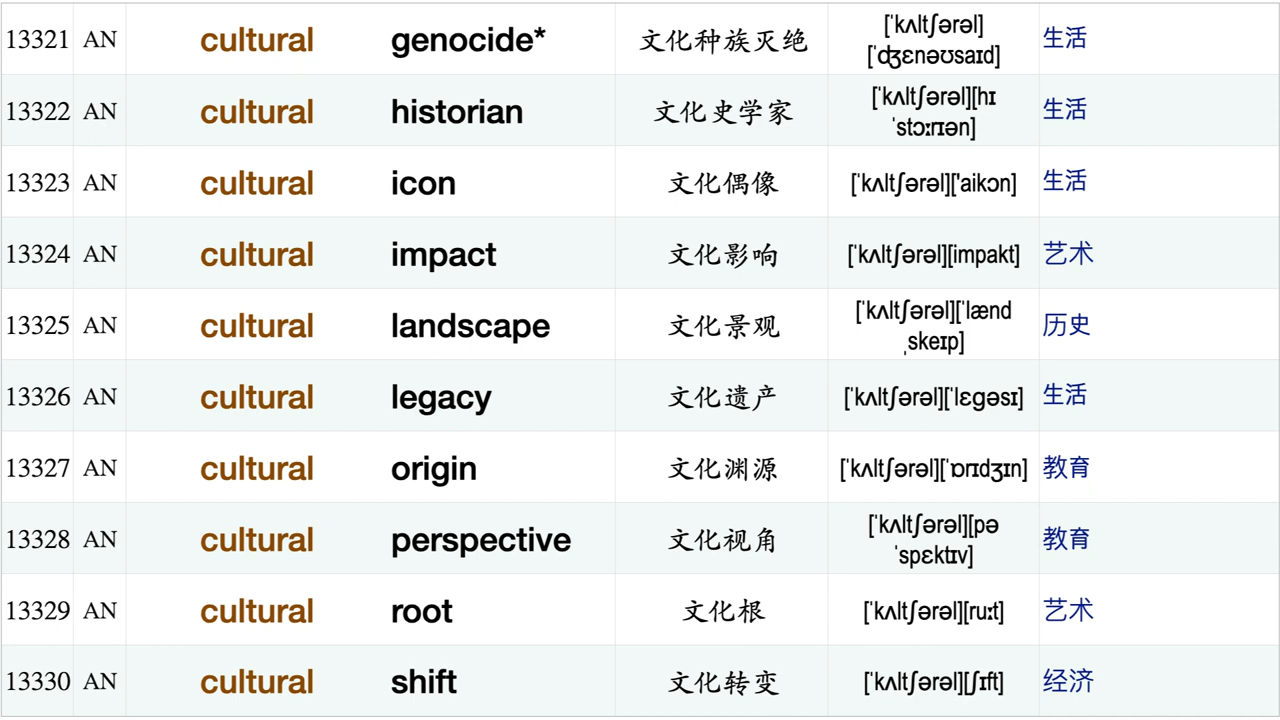 13321 AN cultural genocide* 文化种族灭绝 [ˈkʌltʃərəl] [ˈʤɛnəʊsaɪd] 生活
13322 AN cultural historian 文化史学家 [ˈkʌltʃərəl][hɪ ˈstɔːrɪən] 生活
13323 AN cultural icon 文化偶像 [ˈkʌltʃərəl]['aikɔn] 生活
13324 AN cultural impact 文化影响 [ˈkʌltʃərəl][impakt] 艺术
13325 AN cultural landscape 文化景观 [ˈkʌltʃərəl][ˈlænd ˌskeɪp] 历史
13326 AN cultural legacy 文化遗产 [ˈkʌltʃərəl][ˈlɛɡəsɪ] 生活
13327 AN cultural origin 文化渊源 [ˈkʌltʃərəl][ˈɒrɪdʒɪn] 教育
13328 AN cultural perspective 文化视角 [ˈkʌltʃərəl][pə ˈspɛktɪv] 教育
13329 AN cultural root 文化根 [ˈkʌltʃərəl][ruːt] 艺术
13330 AN cultural shift 文化转变 [ˈkʌltʃərəl][ʃɪft] 经济